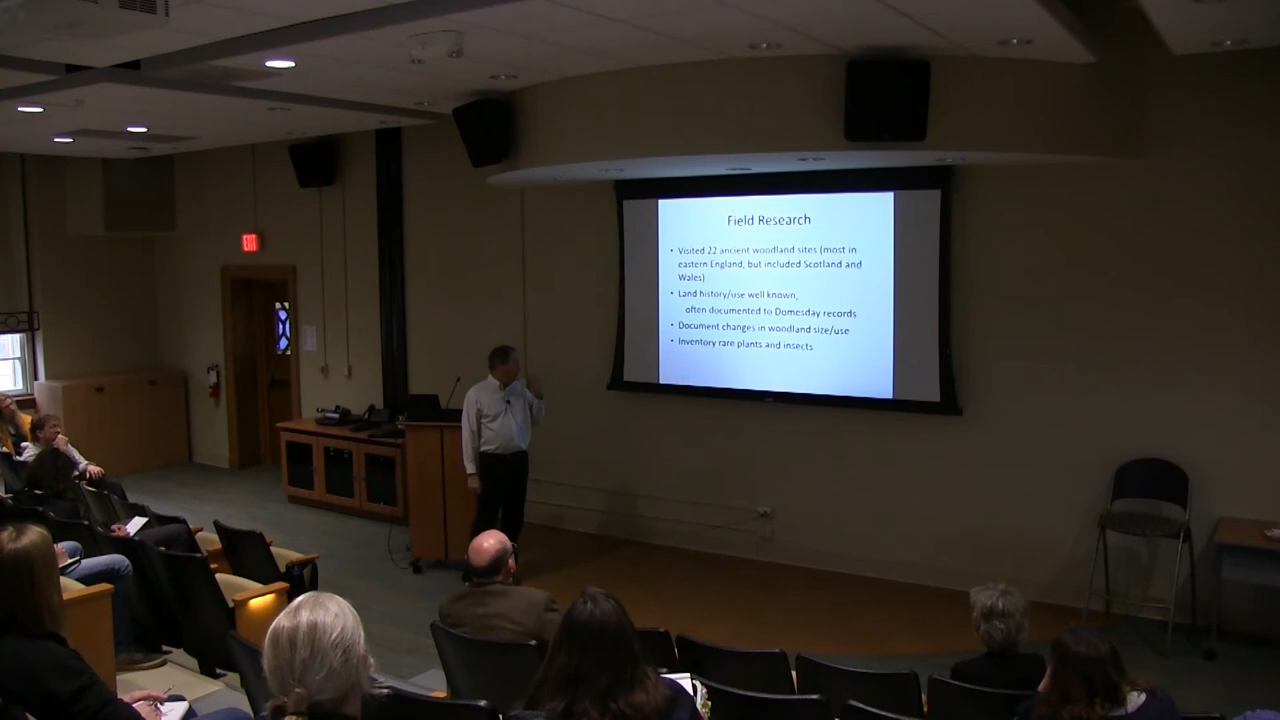 EXIT
Field Research
• Visited 22 ancient woodland sites (most in
eastern England, but included Scotland and
Wales)
• Land history/use well known,
often documented to Domesday records
• Document changes in woodland size/use
• Inventory rare plants and insects